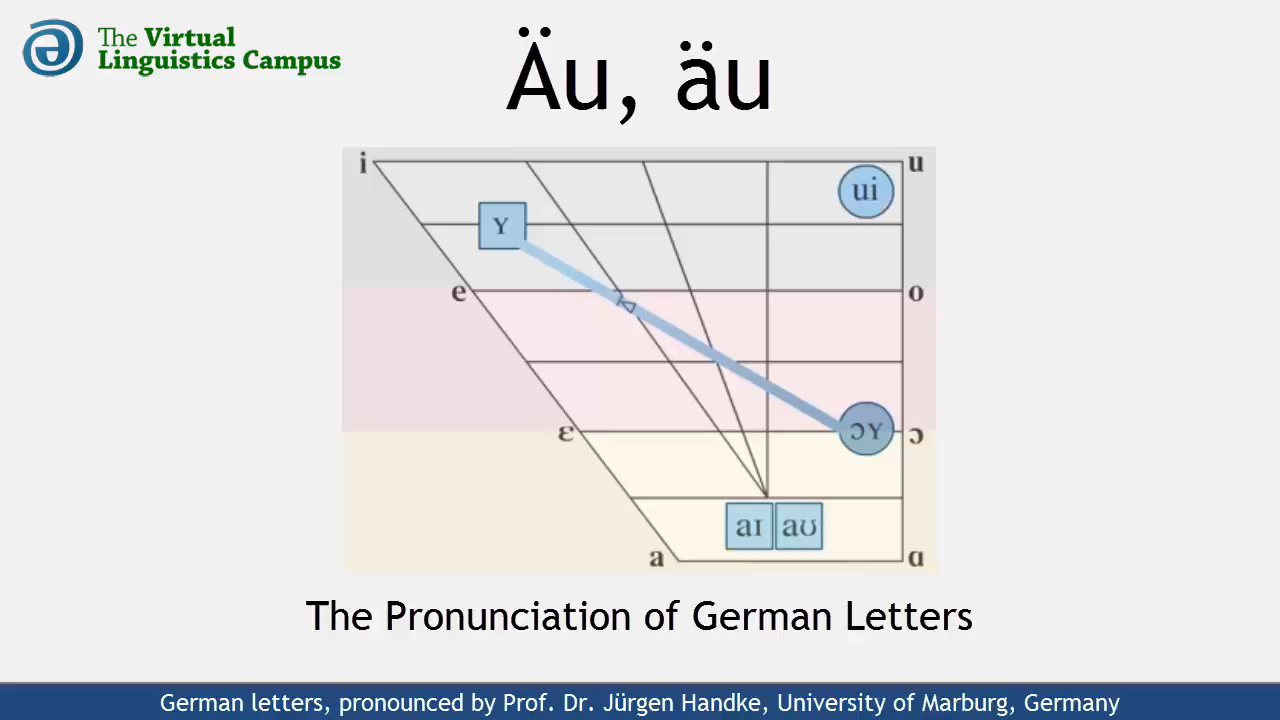 The Virtual
Linguistics Campus
Äu, äu
i
u
ui
ʏ
e
o
ɛ
ɔʏ
ɔ
aɪ
aʊ
a
ɑ
The Pronunciation of German Letters
German letters, pronounced by Prof. Dr. Jürgen Handke, University of Marburg, Germany